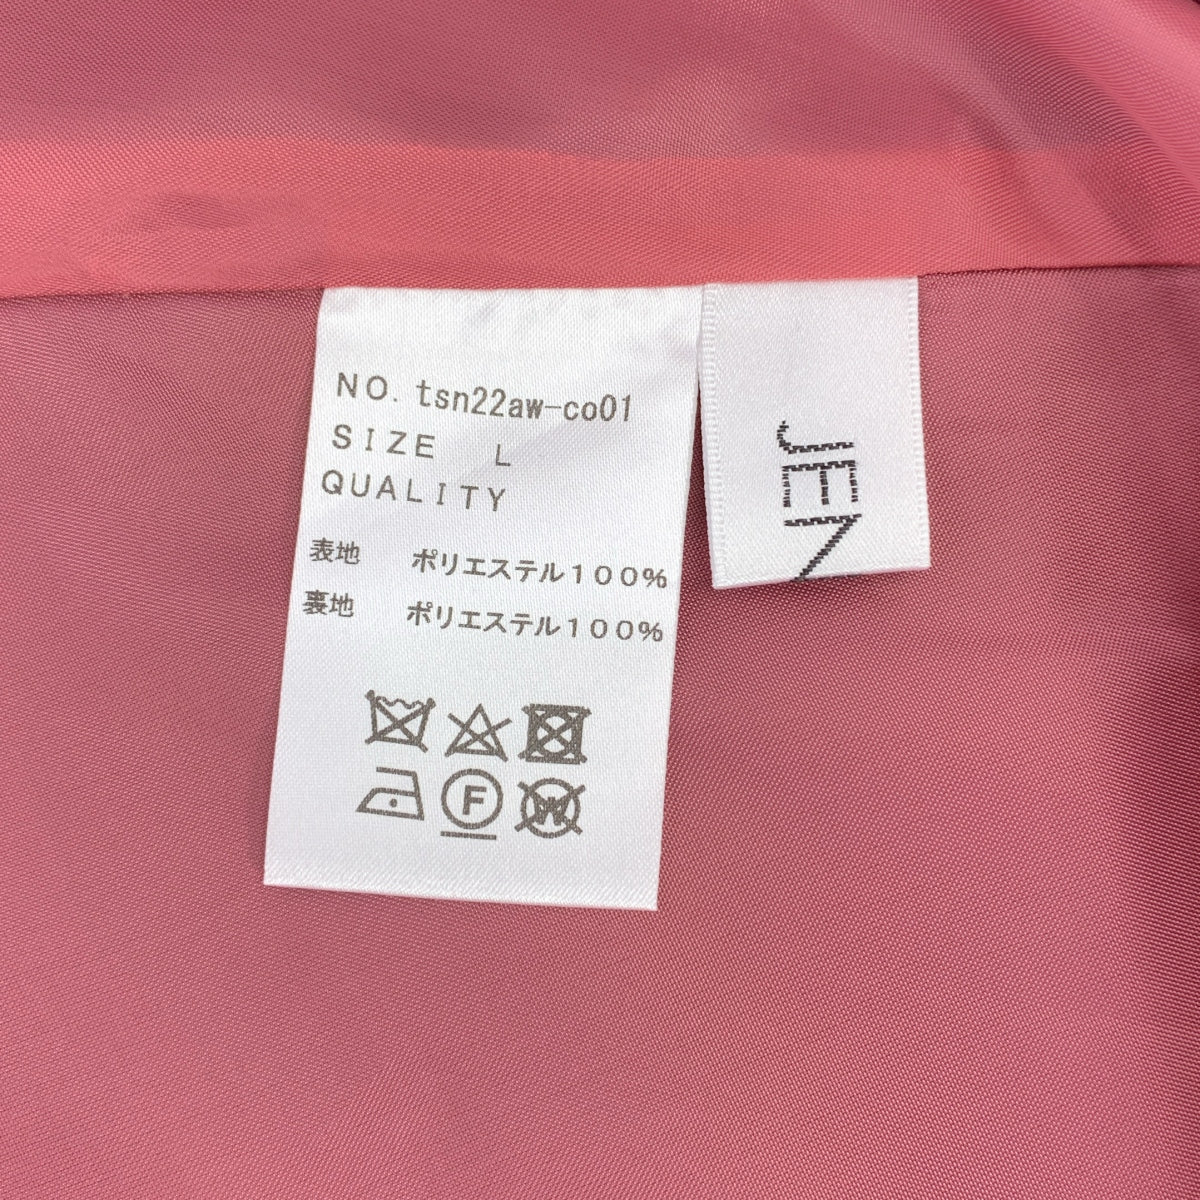 NO. tsn22aw-co01
SIZE L
QUALITY
表地 ポリエステル100%
裏地 ポリエステル100%
F
W
JEN